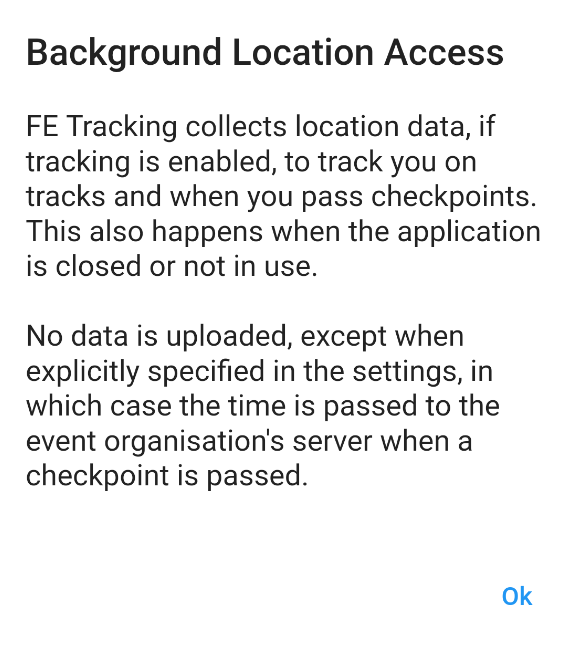 Background Location Access
FE Tracking collects location data, if
tracking is enabled, to track you on
tracks and when you pass checkpoints.
This also happens when the application
is closed or not in use.
No data is uploaded, except when
explicitly specified in the settings, in
which case the time is passed to the
event organisation's server when a
checkpoint is passed.
Ok